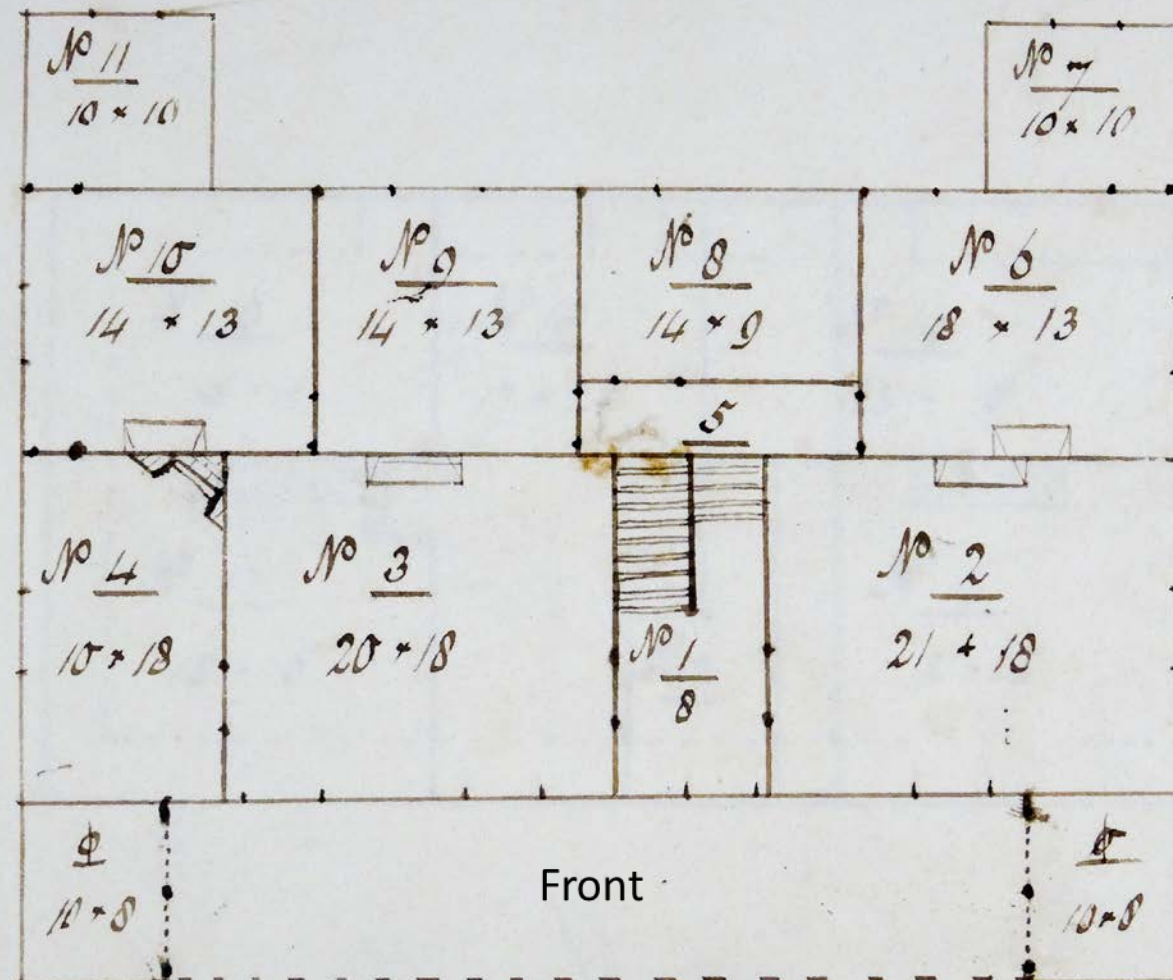 No 11
10 × 10
No 7
10 × 10
No 10
14 × 13
No 9
14 × 13
No 8
14 × 9
No 6
18 × 13
5
No 4
10 × 18
No 3
20 × 18
No 1
8
No 2
21 + 18
10 × 8
Front
10 × 8